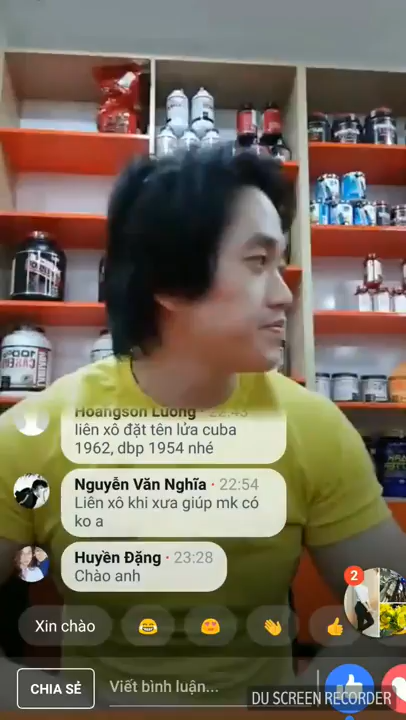 Hoangson Luong · 22:43
liên xô đặt tên lửa cuba
1962, dbp 1954 nhé
Nguyễn Văn Nghĩa · 22:54
Liên xô khi xưa giúp mk có
ko a
Huyền Đặng · 23:28
Chào anh
2
Xin chào
CHIA SẺ
Viết bình luận...
DU SCREEN RECORDER